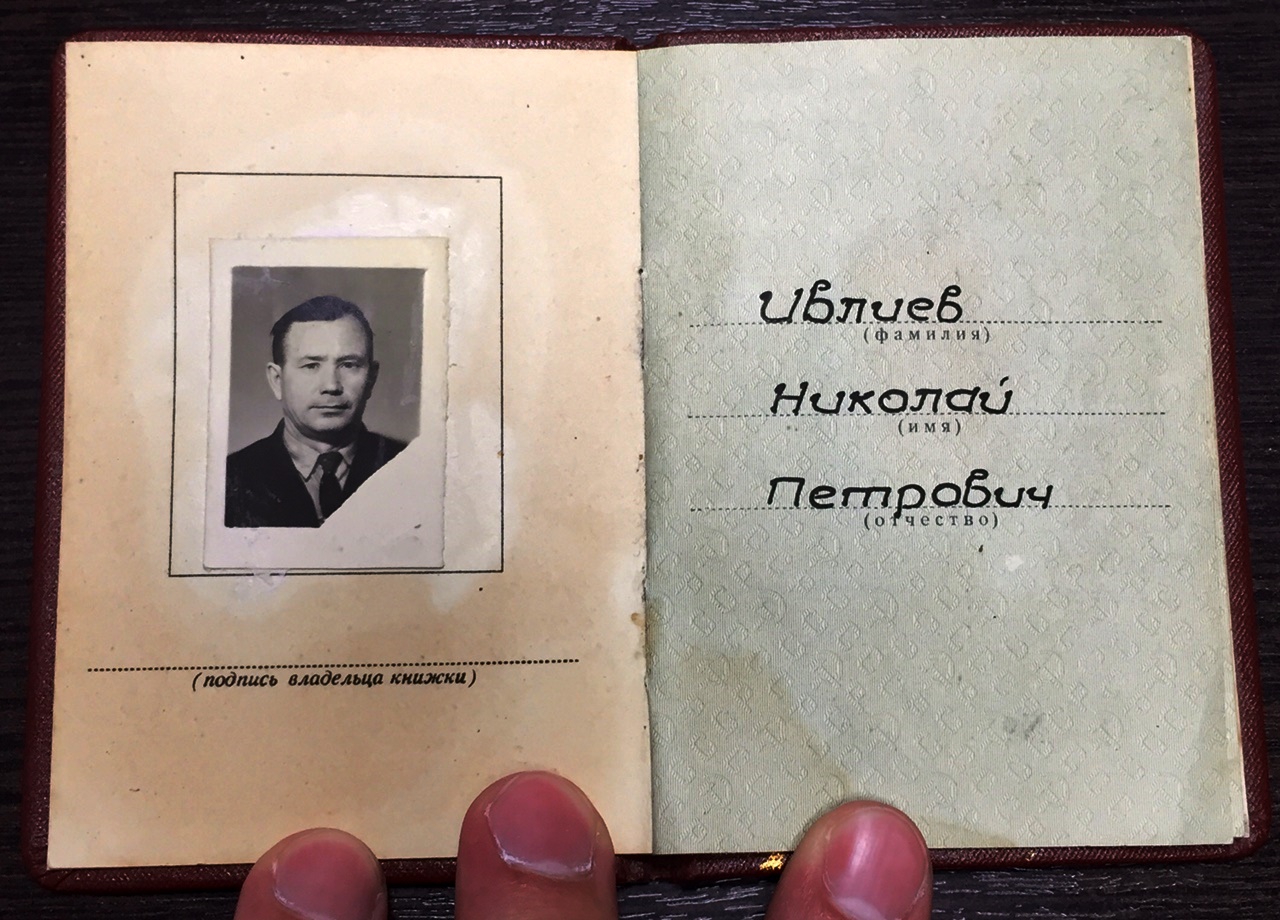 (подпись владельца книжки)
Ивлиев
(фамилия)
Николай
(имя)
Петрович
(отчество)